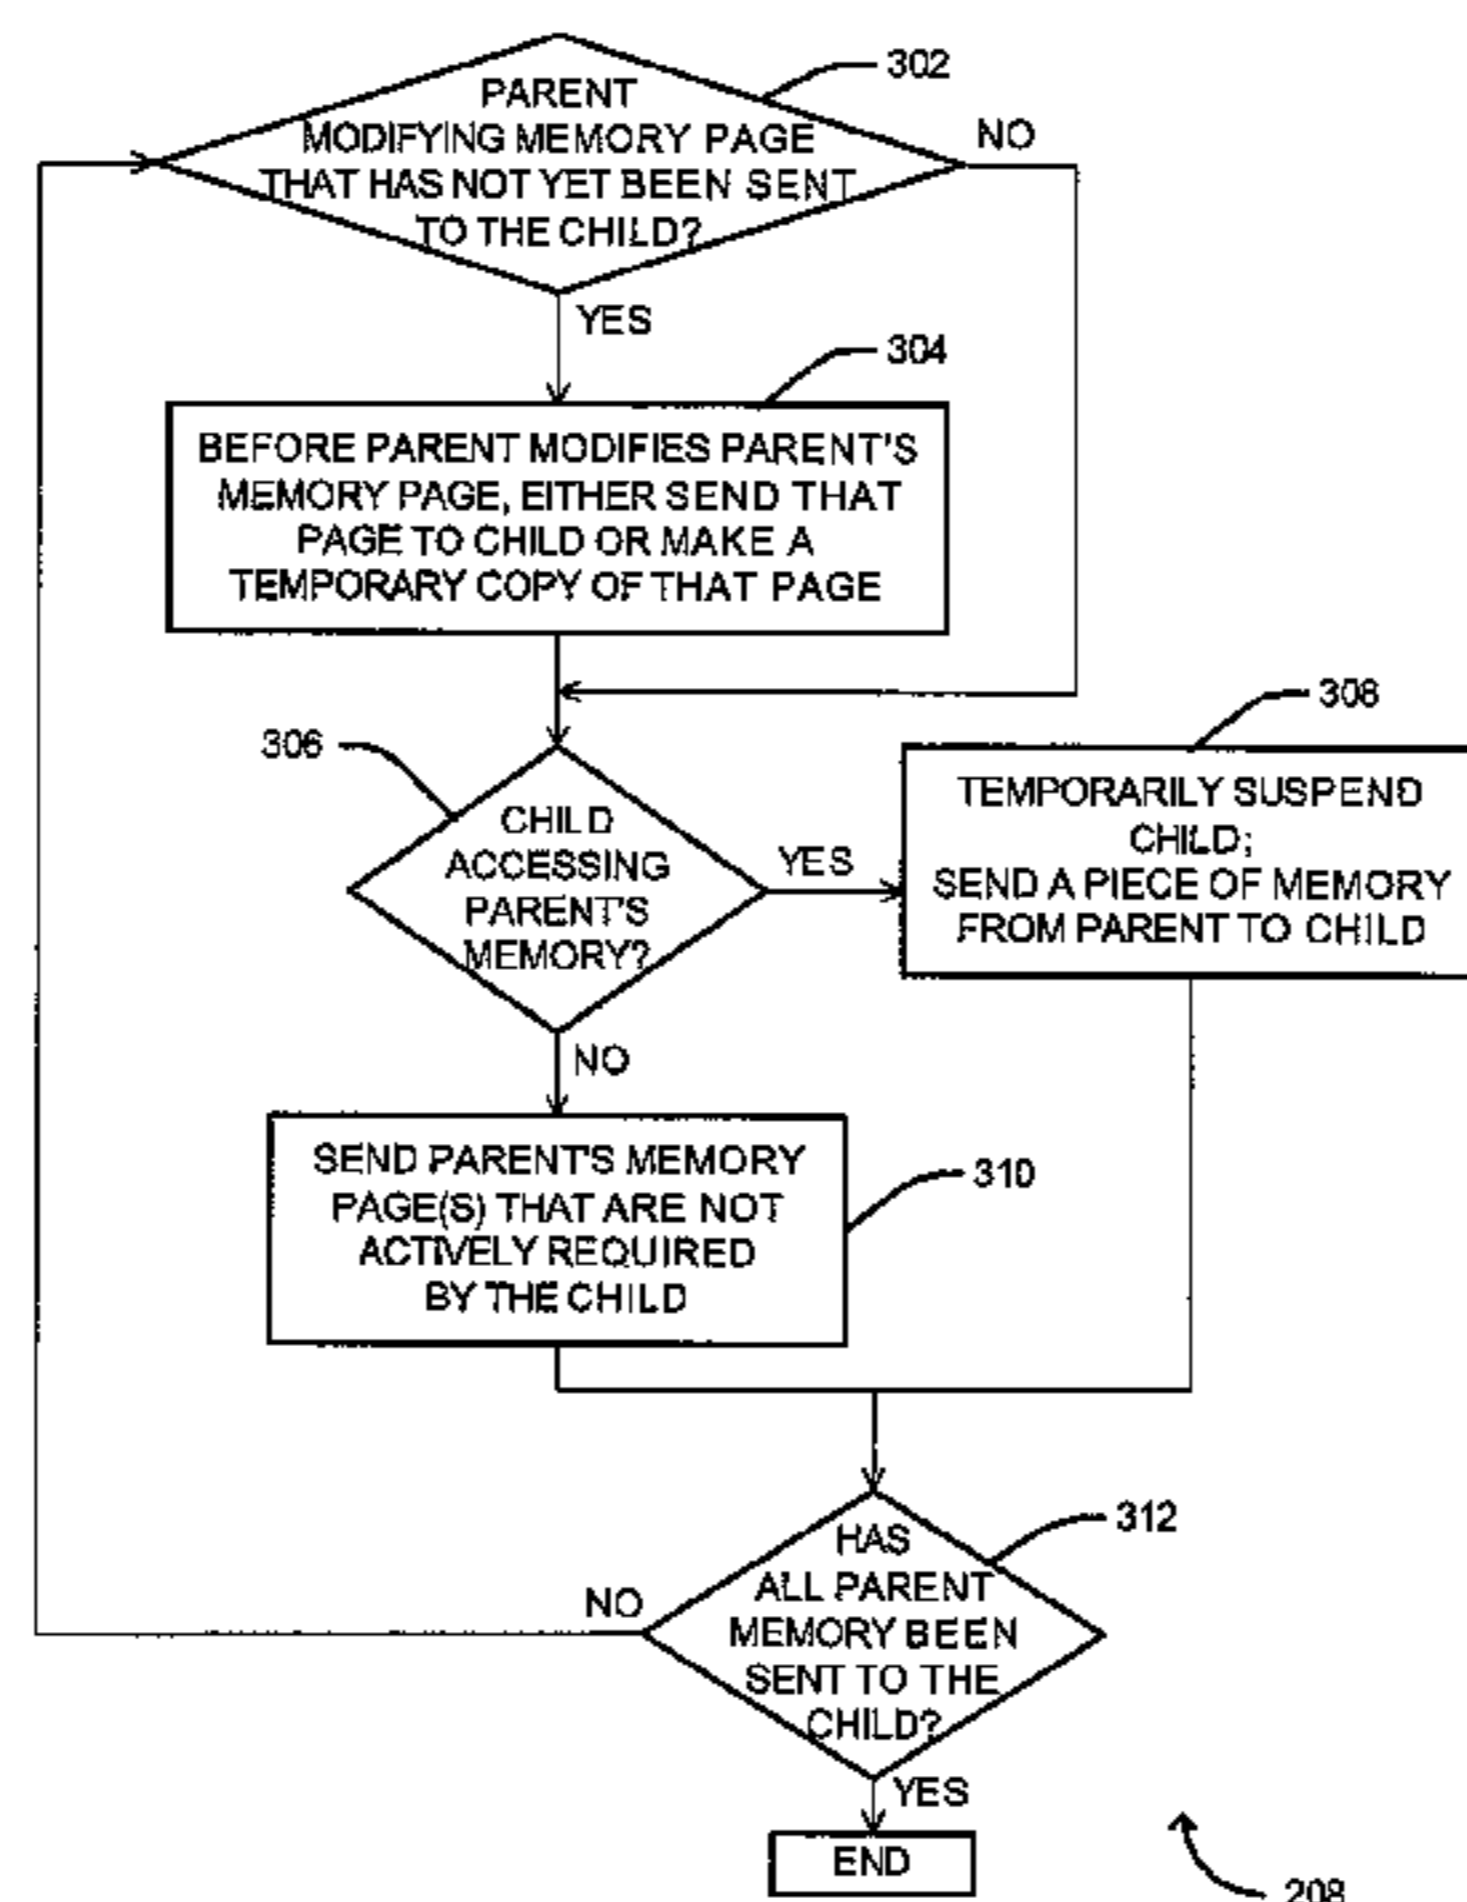 302
PARENT
MODIFYING MEMORY PAGE
THAT HAS NOT YET BEEN SENT
TO THE CHILD?
NO
YES
304
BEFORE PARENT MODIFIES PARENT'S
MEMORY PAGE, EITHER SEND THAT
PAGE TO CHILD OR MAKE A
TEMPORARY COPY OF THAT PAGE
306
CHILD
ACCESSING
PARENT'S
MEMORY?
YES
308
TEMPORARILY SUSPEND
CHILD;
SEND A PIECE OF MEMORY
FROM PARENT TO CHILD
NO
SEND PARENT'S MEMORY
PAGE(S) THAT ARE NOT
ACTIVELY REQUIRED
BY THE CHILD
310
312
HAS
ALL PARENT
MEMORY BEEN
SENT TO THE
CHILD?
NO
YES
END
208